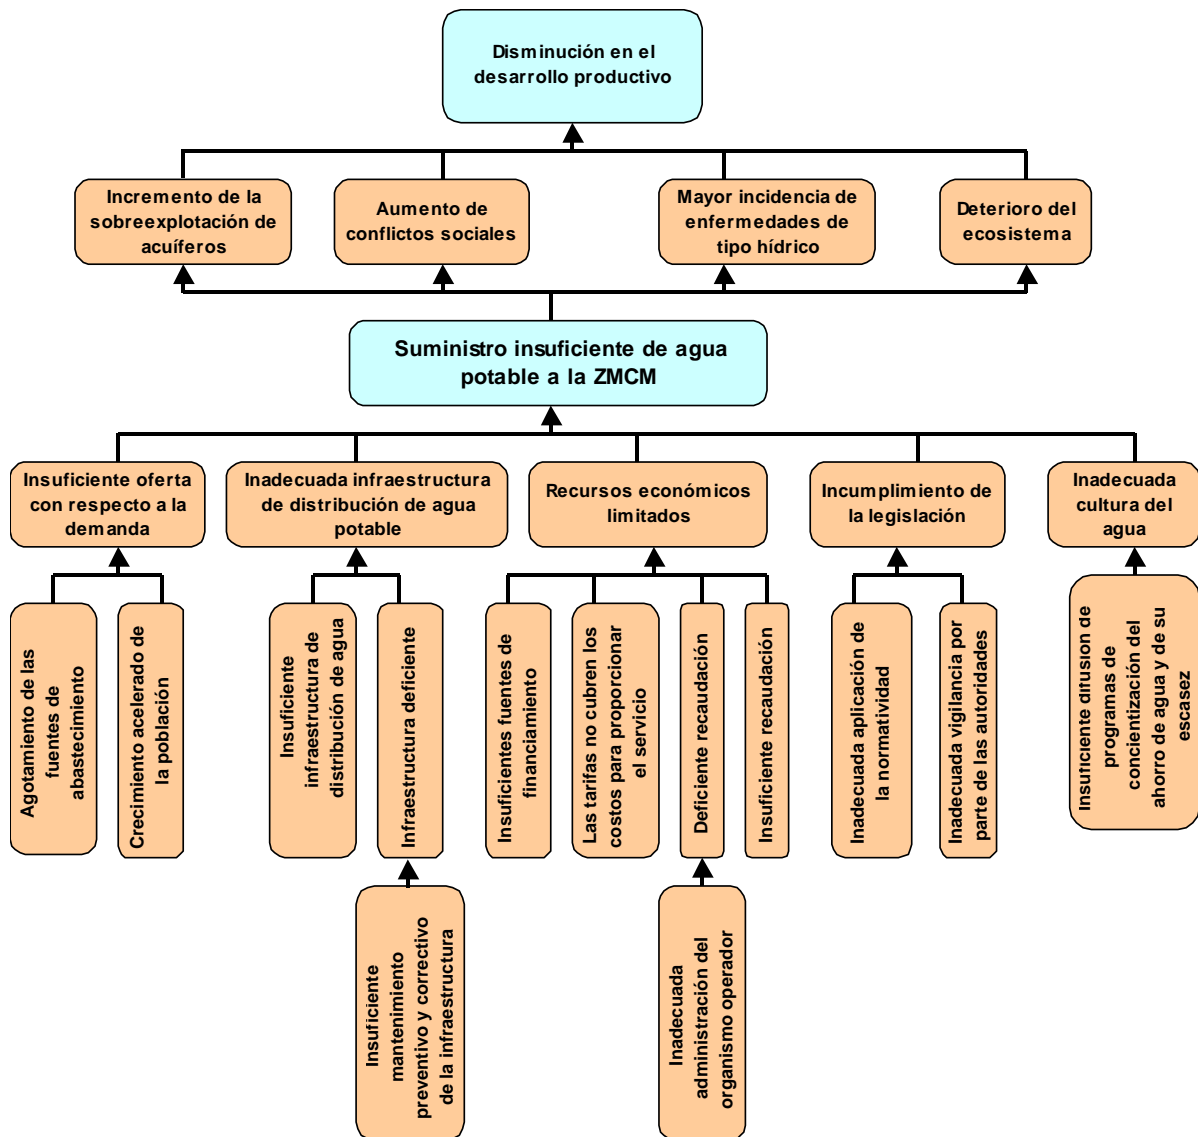 Disminución en el
desarrollo productivo
Incremento de la
sobreexplotación de
acuíferos
Aumento de
conflictos sociales
Mayor incidencia de
enfermedades de
tipo hídrico
Deterioro del
ecosistema
Suministro insuficiente de agua
potable a la ZMCM
Insuficiente oferta
con respecto a la
demanda
Inadecuada infraestructura
de distribución de agua
potable
Recursos económicos
limitados
Incumplimiento de
la legislación
Inadecuada
cultura del
agua
Agotamiento de las
fuentes de
abastecimiento
Crecimiento acelerado de
la población
Insuficiente
infraestructura de
distribución de agua
Infraestructura deficiente
Insuficientes fuentes de
financiamiento
Las tarifas no cubren los
costos para proporcionar
el servicio
Deficiente recaudación
Insuficiente recaudación
Inadecuada aplicación de
la normatividad
Inadecuada vigilancia por
parte de las autoridades
Insuficiente difusion de
programas de
concientización del
ahorro de agua y de su
escasez
Insuficiente
mantenimiento
preventivo y correctivo
de la infraestructura
Inadecuada
administración del
organismo operador